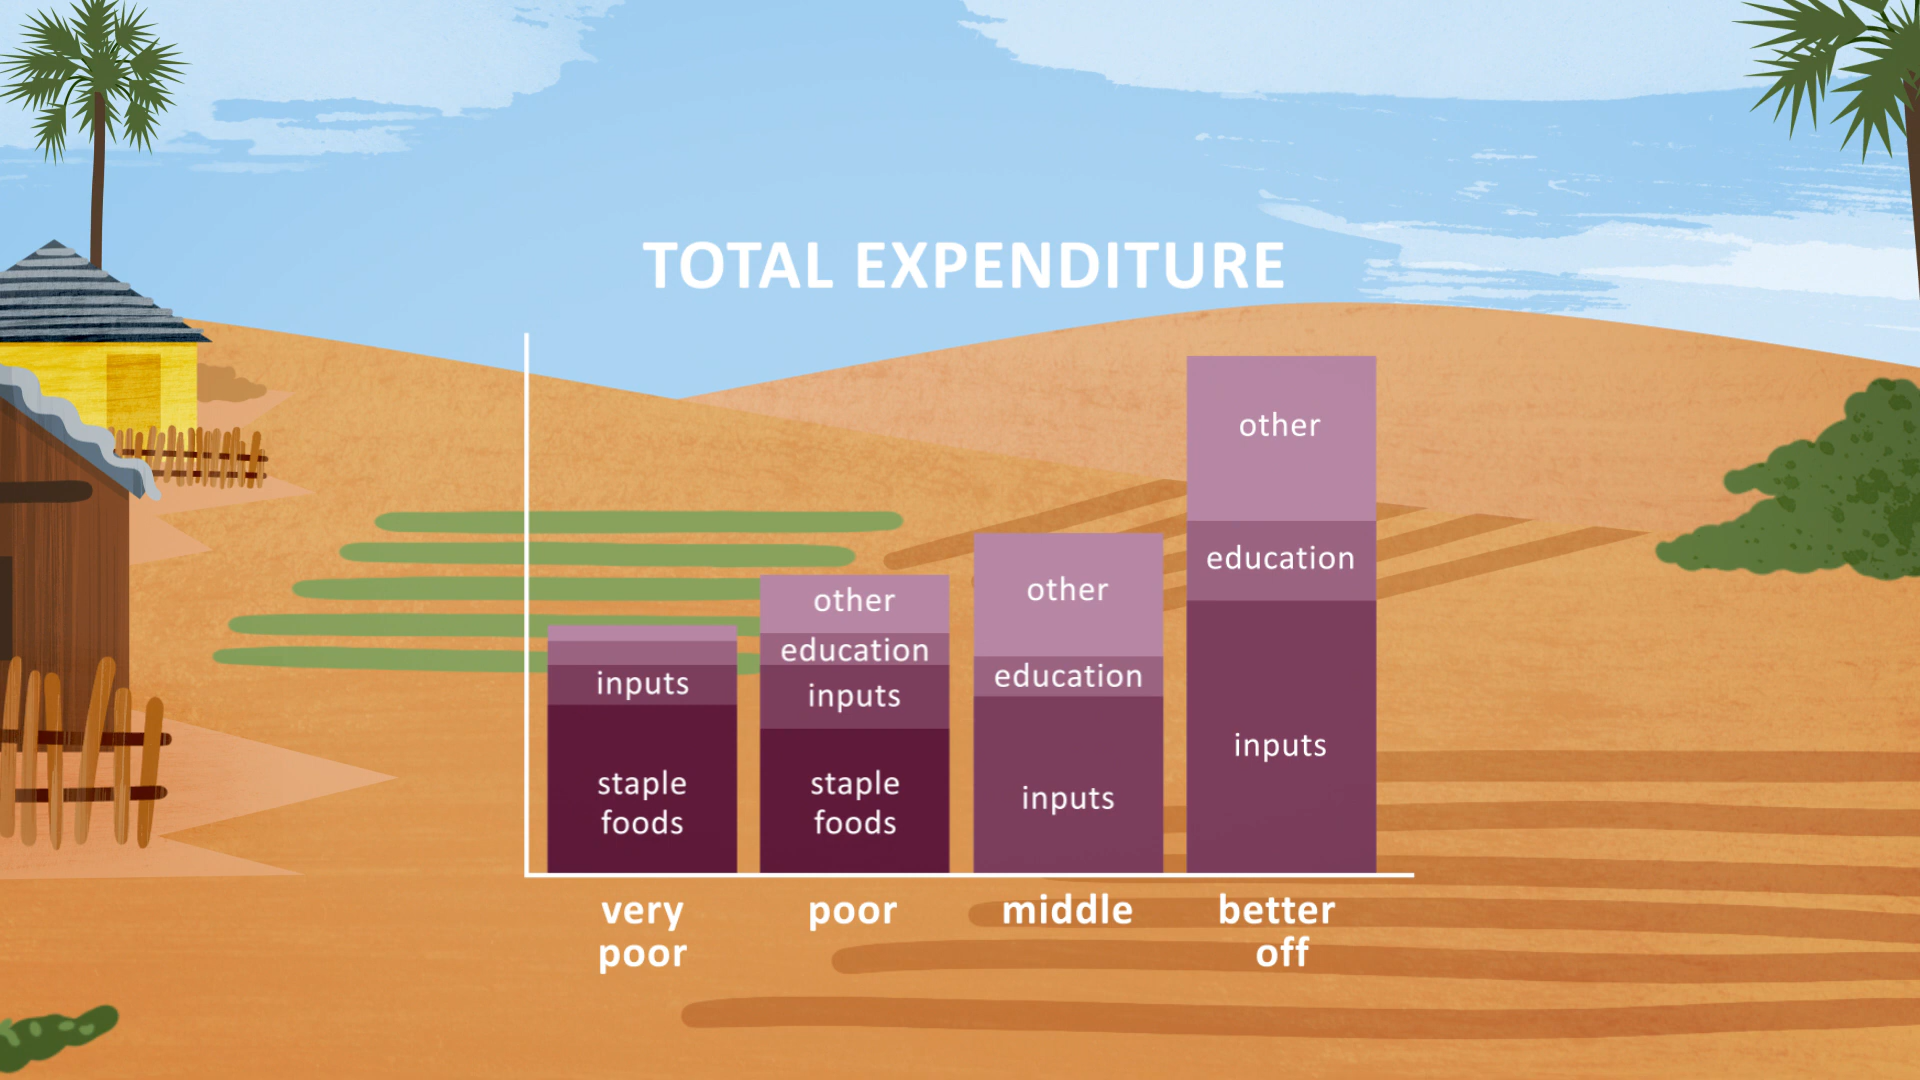 TOTAL EXPENDITURE
other
education
inputs
other
education
inputs
other
education
inputs
staple
foods
inputs
staple
foods
very
poor
poor
middle
better
off